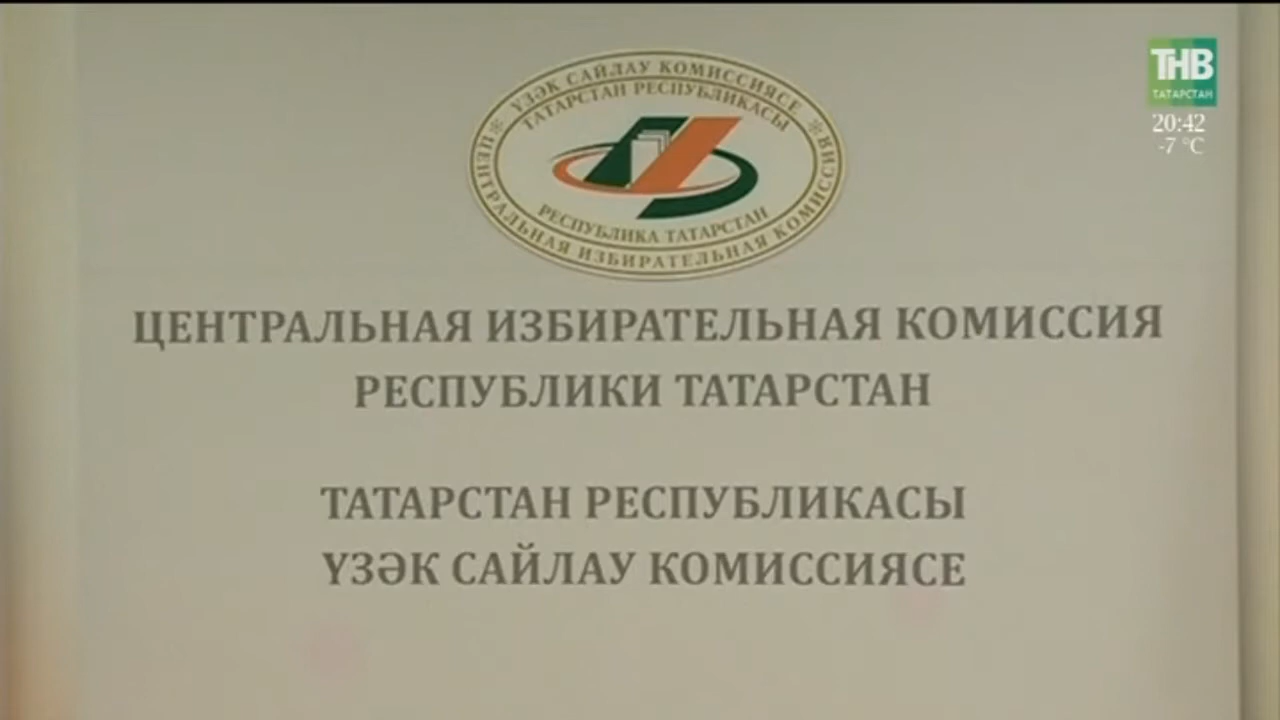 ҮЗӘК САЙЛАУ КОМИССИЯСЕ
ТАТАРСТАН РЕСПУБЛИКАСЫ
РЕСПУБЛИКА ТАТАРСТАН
ЦЕНТРАЛЬНАЯ ИЗБИРАТЕЛЬНАЯ КОМИССИЯ
ТНВ
ТАТАРСТАН
20:42
-7 °C
ЦЕНТРАЛЬНАЯ ИЗБИРАТЕЛЬНАЯ КОМИССИЯ
РЕСПУБЛИКИ ТАТАРСТАН
ТАТАРСТАН РЕСПУБЛИКАСЫ
ҮЗӘК САЙЛАУ КОМИССИЯСЕ